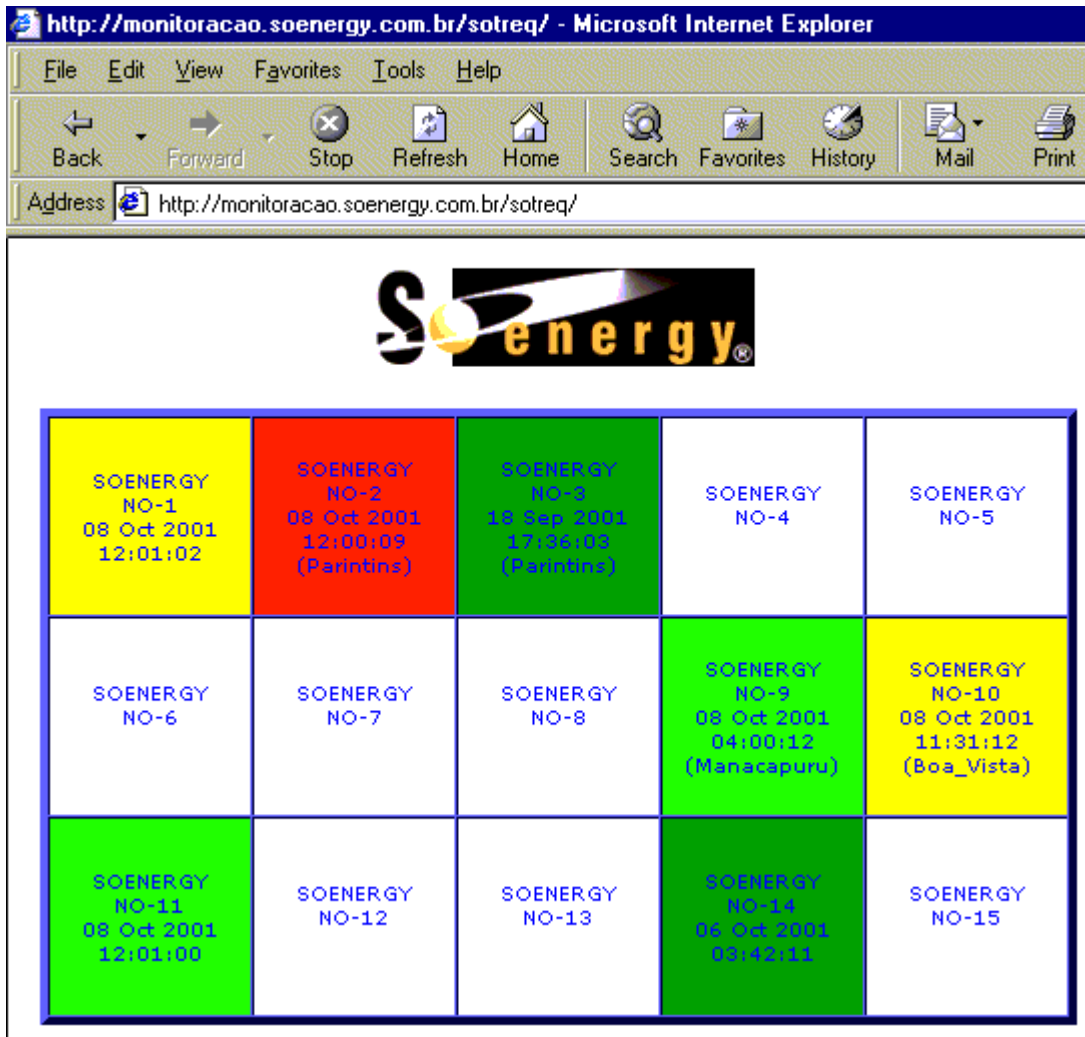 http://monitoracao.soenergy.com.br/sotreq/ - Microsoft Internet Explorer
File Edit View Favorites Tools Help
Back Forward Stop Refresh Home Search Favorites History Mail Print
Address http://monitoracao.soenergy.com.br/sotreq/
Soenergy®
SOENERGY
NO-1
08 Oct 2001
12:01:02
SOENERGY
NO-2
08 Oct 2001
12:00:09
(Parintins)
SOENERGY
NO-3
18 Sep 2001
17:36:03
(Parintins)
SOENERGY
NO-4
SOENERGY
NO-5
SOENERGY
NO-6
SOENERGY
NO-7
SOENERGY
NO-8
SOENERGY
NO-9
08 Oct 2001
04:00:12
(Manacapuru)
SOENERGY
NO-10
08 Oct 2001
11:31:12
(Boa_Vista)
SOENERGY
NO-11
08 Oct 2001
12:01:00
SOENERGY
NO-12
SOENERGY
NO-13
SOENERGY
NO-14
06 Oct 2001
03:42:11
SOENERGY
NO-15